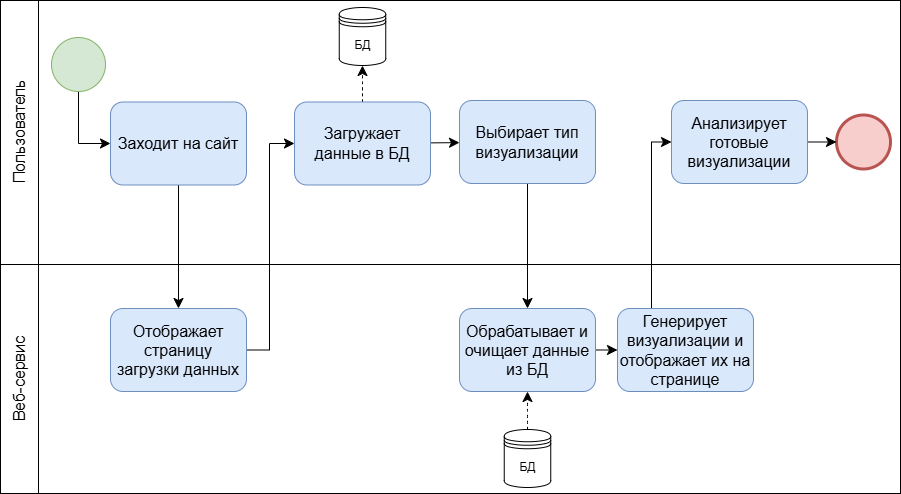 Пользователь
БД
Заходит на сайт
Загружает
данные в БД
Выбирает тип
визуализации
Анализирует
готовые
визуализации
Веб-сервис
Отображает
страницу
загрузки данных
Обрабатывает и
очищает данные
из БД
Генерирует
визуализации и
отображает их на
странице
БД